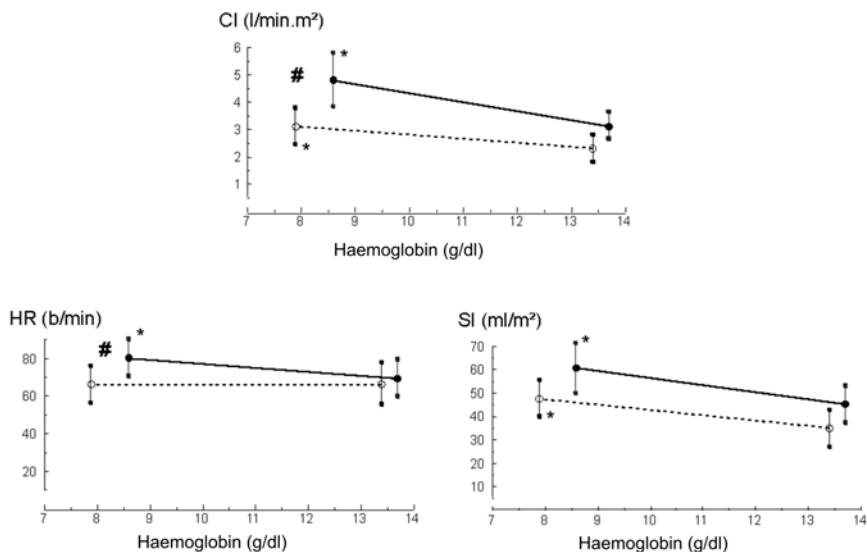 CI (l/min.m²)
6
5
4
3
2
1
#
*
*
7 8 9 10 11 12 13 14
Haemoglobin (g/dl)
HR (b/min)
80
60
40
20
#
*
7 8 9 10 11 12 13 14
Haemoglobin (g/dl)
SI (ml/m²)
70
60
50
40
30
20
10
*
*
7 8 9 10 11 12 13 14
Haemoglobin (g/dl)